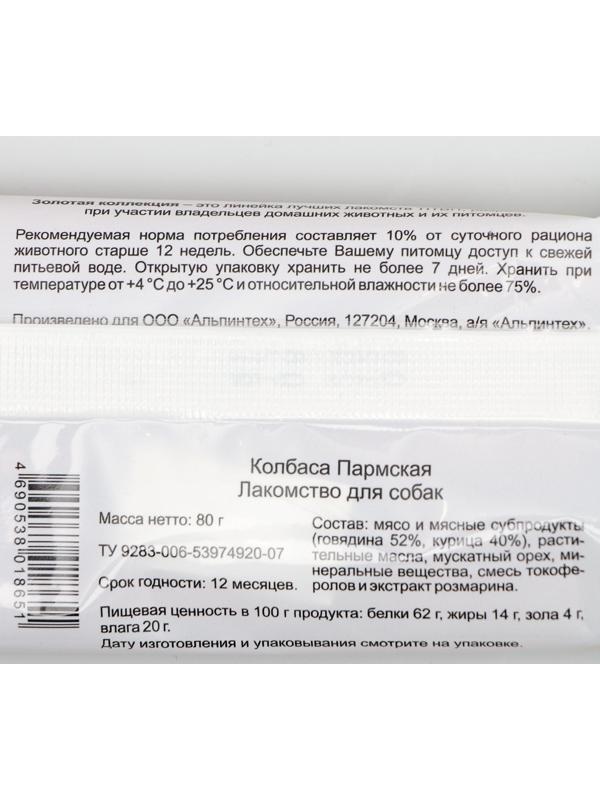 Золотая коллекция – это линейка лучших лакомств
при участии владельцев домашних животных и их питомцев.
Рекомендуемая норма потребления составляет 10% от суточного рациона
животного старше 12 недель. Обеспечьте Вашему питомцу доступ к свежей
питьевой воде. Открытую упаковку хранить не более 7 дней. Хранить при
температуре от +4 °C до +25 °C и относительной влажности не более 75%.
Произведено для ООО «Альпинтех», Россия, 127204, Москва, а/я «Альпинтех».
Колбаса Пармская
Лакомство для собак
Масса нетто: 80 г
ТУ 9283-006-53974920-07
Срок годности: 12 месяцев.
Состав: мясо и мясные субпродукты
(говядина 52%, курица 40%), расти-
тельные масла, мускатный орех, ми-
неральные вещества, смесь токофе-
ролов и экстракт розмарина.
Пищевая ценность в 100 г продукта: белки 62 г, жиры 14 г, зола 4 г,
влага 20 г.
Дату изготовления и упаковывания смотрите на упаковке.
4 690538 018651